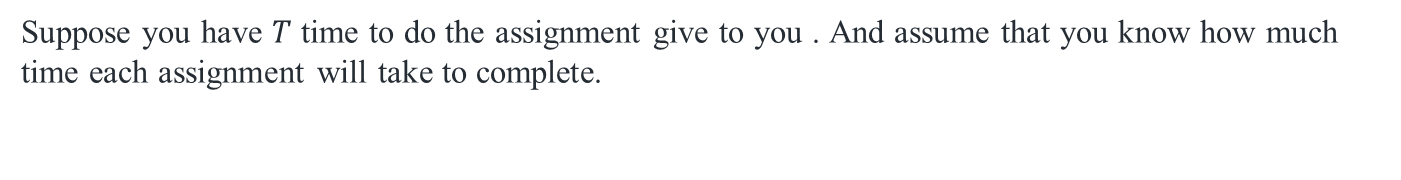 Suppose you have T time to do the assignment give to you . And assume that you know how much
time each assignment will take to complete.